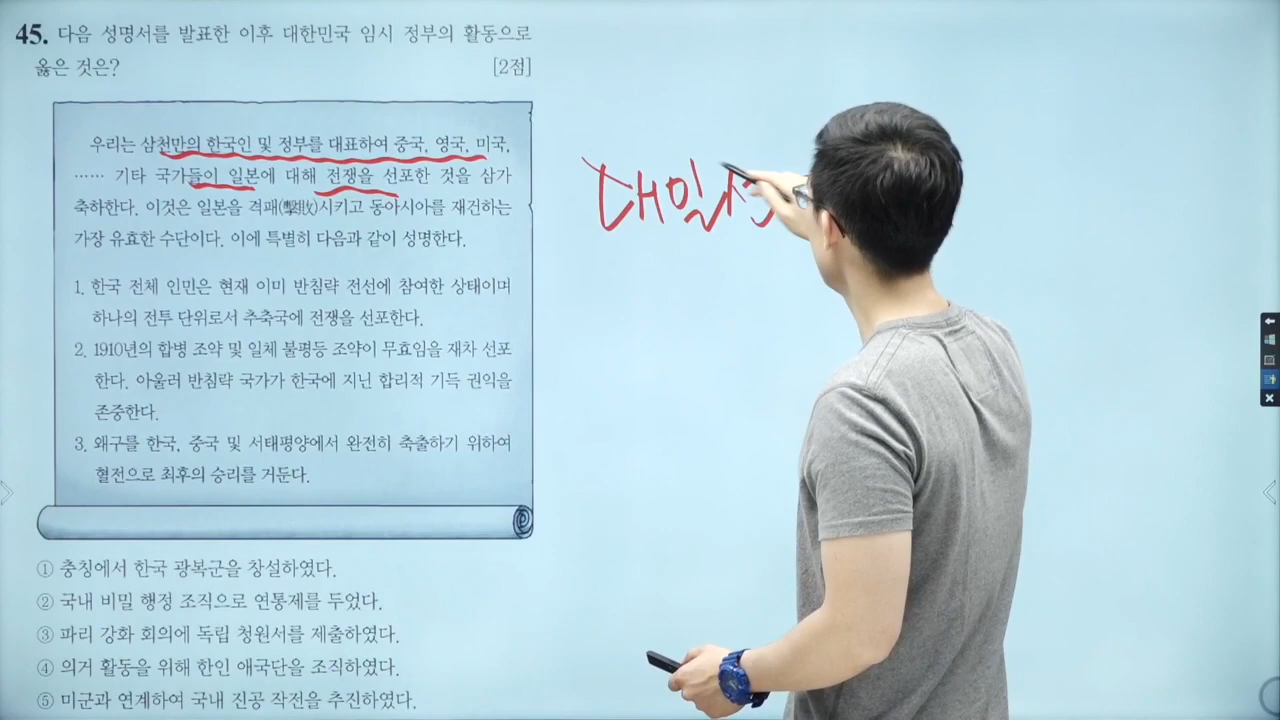 45. 다음 성명서를 발표한 이후 대한민국 임시 정부의 활동으로
옳은 것은? [2점]
우리는 삼천만의 한국인 및 정부를 대표하여 중국, 영국, 미국,
…… 기타 국가들이 일본에 대해 전쟁을 선포한 것을 삼가
축하한다. 이것은 일본을 격패(擊敗)시키고 동아시아를 재건하는
가장 유효한 수단이다. 이에 특별히 다음과 같이 성명한다.
1. 한국 전체 인민은 현재 이미 반침략 전선에 참여한 상태이며
하나의 전투 단위로서 추축국에 전쟁을 선포한다.
2. 1910년의 합병 조약 및 일체 불평등 조약이 무효임을 재차 선포
한다. 아울러 반침략 국가가 한국에 지닌 합리적 기득 권익을
존중한다.
3. 왜구를 한국, 중국 및 서태평양에서 완전히 축출하기 위하여
혈전으로 최후의 승리를 거둔다.
① 충칭에서 한국 광복군을 창설하였다.
② 국내 비밀 행정 조직으로 연통제를 두었다.
③ 파리 강화 회의에 독립 청원서를 제출하였다.
④ 의거 활동을 위해 한인 애국단을 조직하였다.
⑤ 미군과 연계하여 국내 진공 작전을 추진하였다.
대일